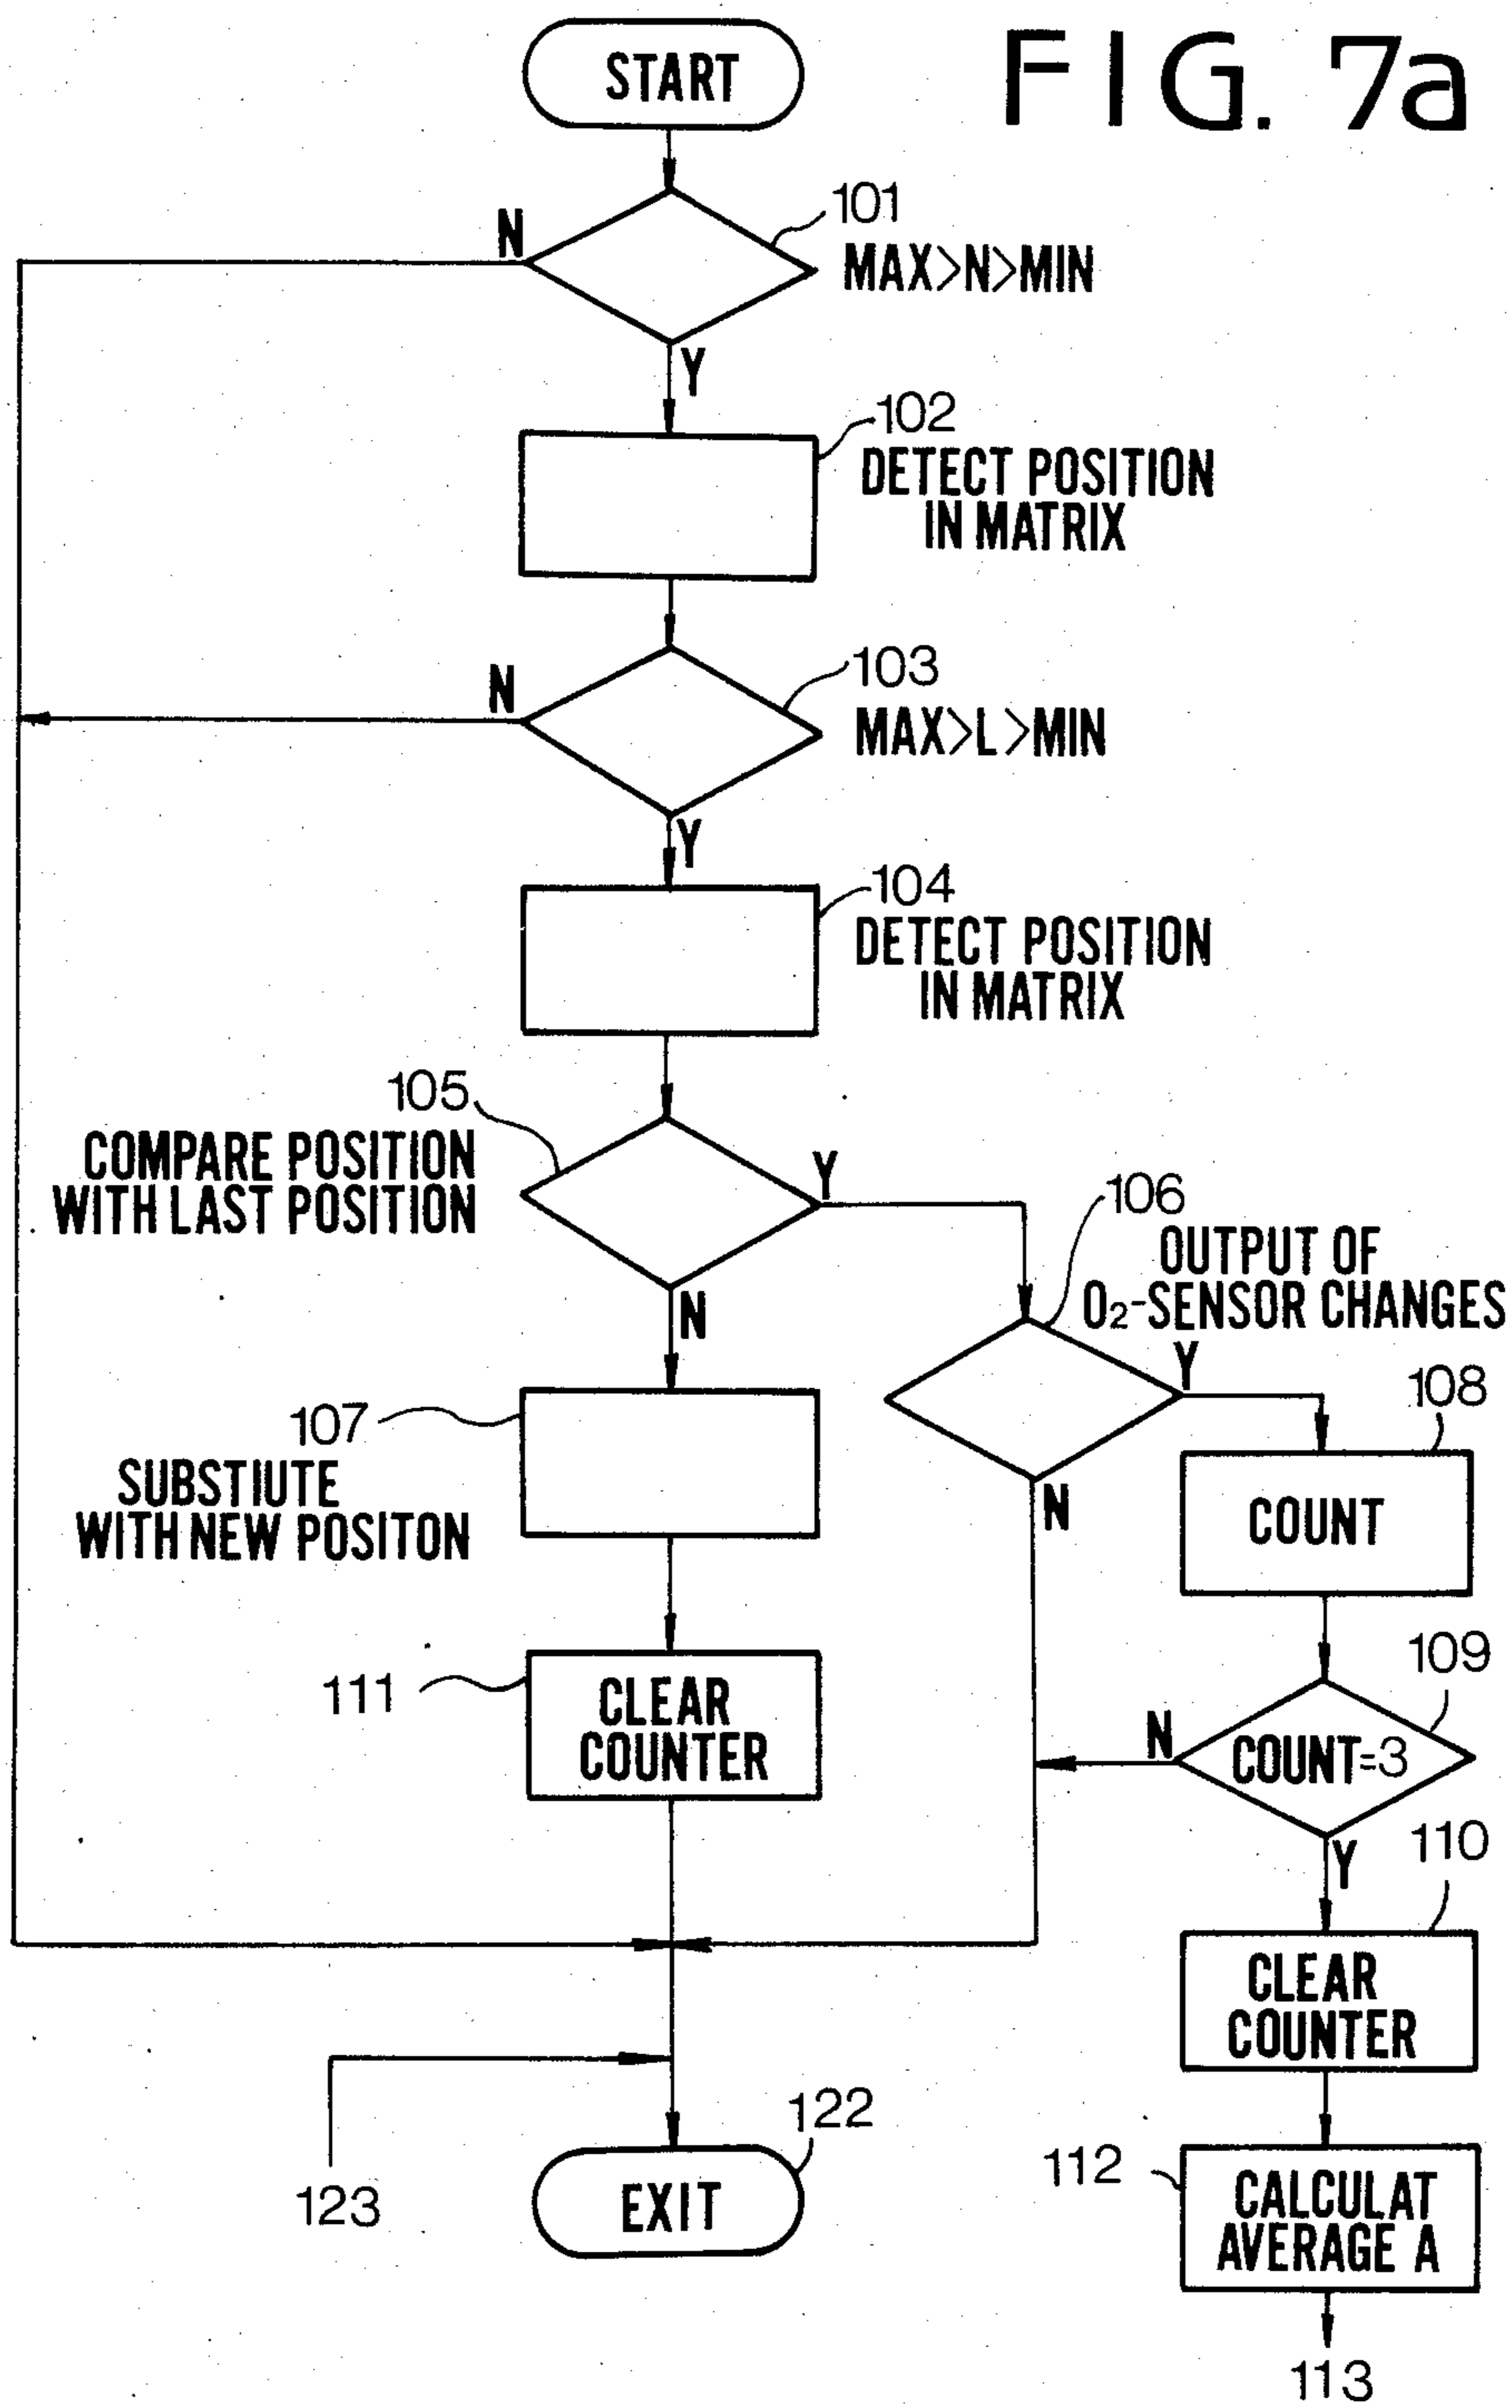 FIG. 7a
START
101
N
MAX>N>MIN
Y
102
DETECT POSITION
IN MATRIX
103
N
MAX>L>MIN
Y
104
DETECT POSITION
IN MATRIX
105
COMPARE POSITION
WITH LAST POSITION
Y
106
OUTPUT OF
O2-SENSOR CHANGES
N
Y
108
107
SUBSTIUTE
WITH NEW POSITON
N
COUNT
109
111
CLEAR
COUNTER
N
COUNT=3
110
Y
CLEAR
COUNTER
122
123
EXIT
112
CALCULAT
AVERAGE A
113